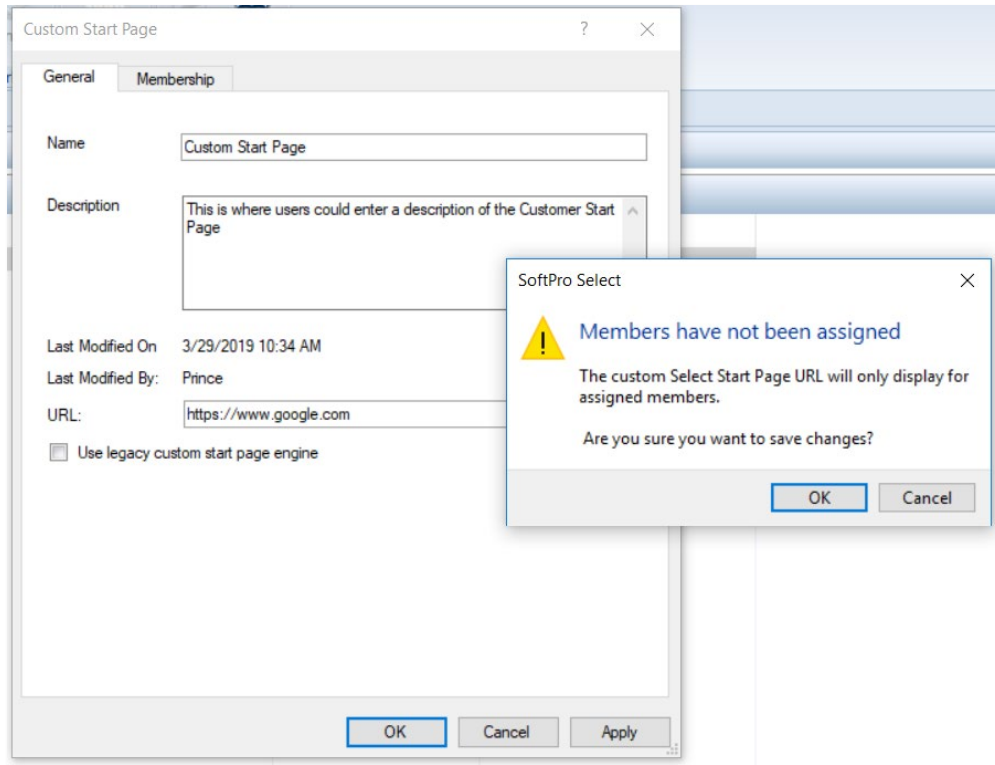 Custom Start Page
General Membership
Name Custom Start Page
Description This is where users could enter a description of the Customer Start
Page
Last Modified On 3/29/2019 10:34 AM
Last Modified By: Prince
URL: https://www.google.com
Use legacy custom start page engine
OK Cancel Apply
SoftPro Select
Members have not been assigned
The custom Select Start Page URL will only display for
assigned members.
Are you sure you want to save changes?
OK Cancel